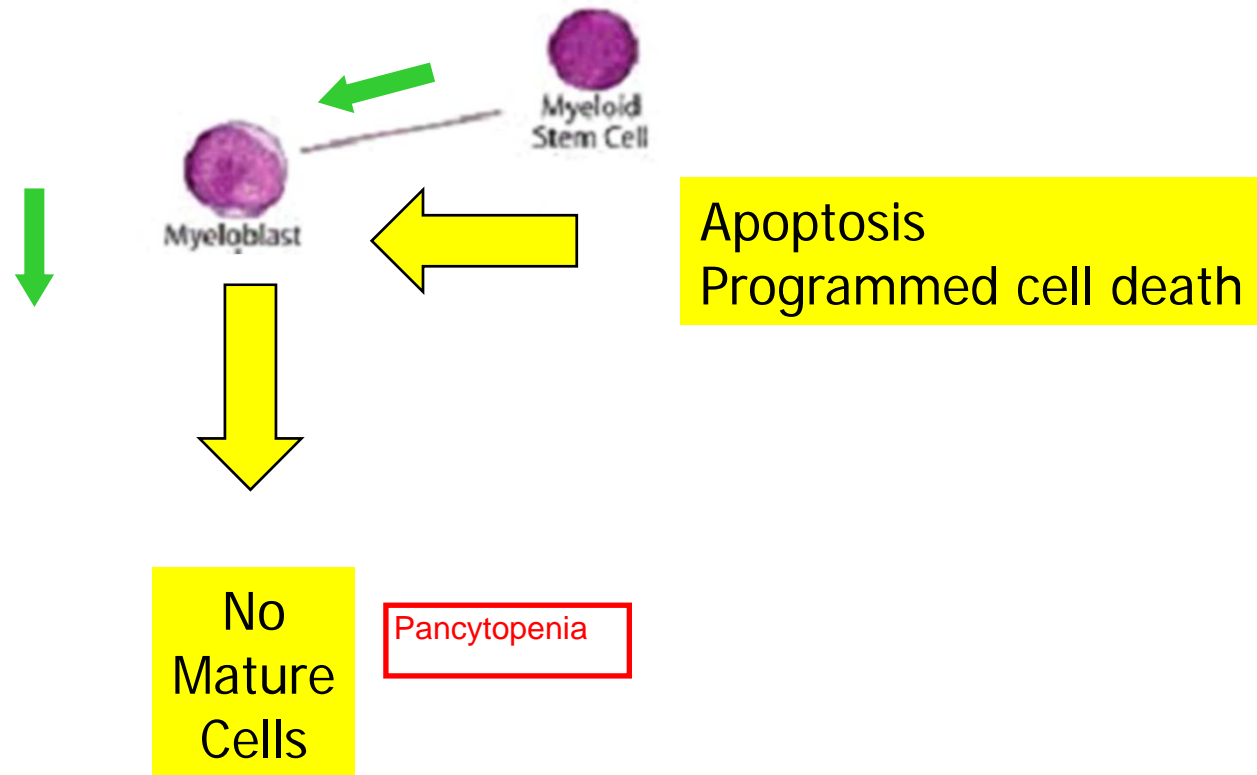 Myeloid
Stem Cell
Myeloblast
Apoptosis
Programmed cell death
No
Mature
Cells
Pancytopenia